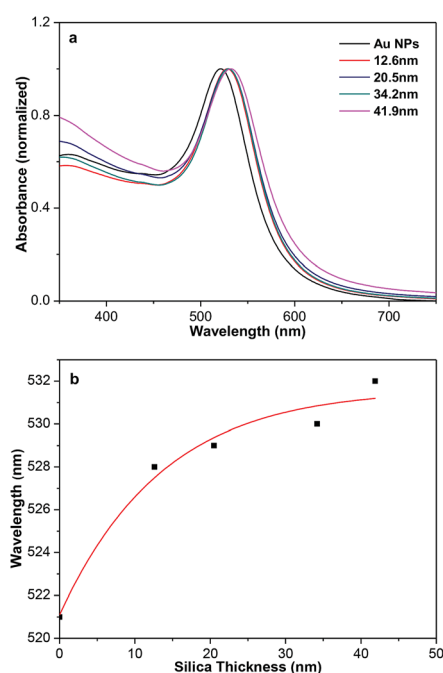 a
Au NPs
12.6nm
20.5nm
34.2nm
41.9nm
Absorbance (normalized)
1.2
0.8
0.4
0.0
400 500 600 700
Wavelength (nm)
b
Wavelength (nm)
532
530
528
526
524
522
520
0 10 20 30 40 50
Silica Thickness (nm)